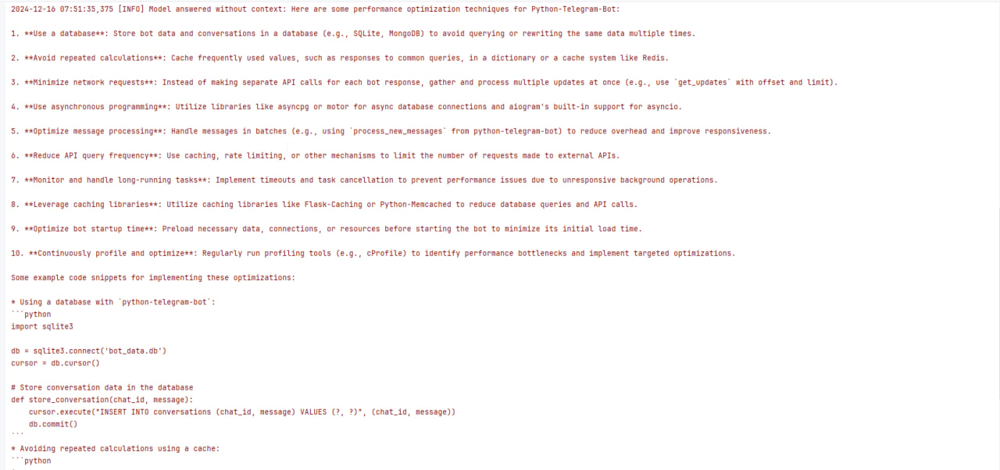 2024-12-16 07:51:35,375 [INFO] Model answered without context: Here are some performance optimization techniques for Python-Telegram-Bot:
1. **Use a database**: Store bot data and conversations in a database (e.g., SQLite, MongoDB) to avoid querying or rewriting the same data multiple times.
2. **Avoid repeated calculations**: Cache frequently used values, such as responses to common queries, in a dictionary or a cache system like Redis.
3. **Minimize network requests**: Instead of making separate API calls for each bot response, gather and process multiple updates at once (e.g., use `get_updates` with offset and limit).
4. **Use asynchronous programming**: Utilize libraries like asyncpg or motor for async database connections and aiogram's built-in support for asyncio.
5. **Optimize message processing**: Handle messages in batches (e.g., using `process_new_messages` from python-telegram-bot) to reduce overhead and improve responsiveness.
6. **Reduce API query frequency**: Use caching, rate limiting, or other mechanisms to limit the number of requests made to external APIs.
7. **Monitor and handle long-running tasks**: Implement timeouts and task cancellation to prevent performance issues due to unresponsive background operations.
8. **Leverage caching libraries**: Utilize caching libraries like Flask-Caching or Python-Memcached to reduce database queries and API calls.
9. **Optimize bot startup time**: Preload necessary data, connections, or resources before starting the bot to minimize its initial load time.
10. **Continuously profile and optimize**: Regularly run profiling tools (e.g., cProfile) to identify performance bottlenecks and implement targeted optimizations.
Some example code snippets for implementing these optimizations:
* Using a database with `python-telegram-bot`:
```python
import sqlite3
db = sqlite3.connect('bot_data.db')
cursor = db.cursor()
# Store conversation data in the database
def store_conversation(chat_id, message):
    cursor.execute("INSERT INTO conversations (chat_id, message) VALUES (?, ?)", (chat_id, message))
    db.commit()
```
* Avoiding repeated calculations using a cache:
```python